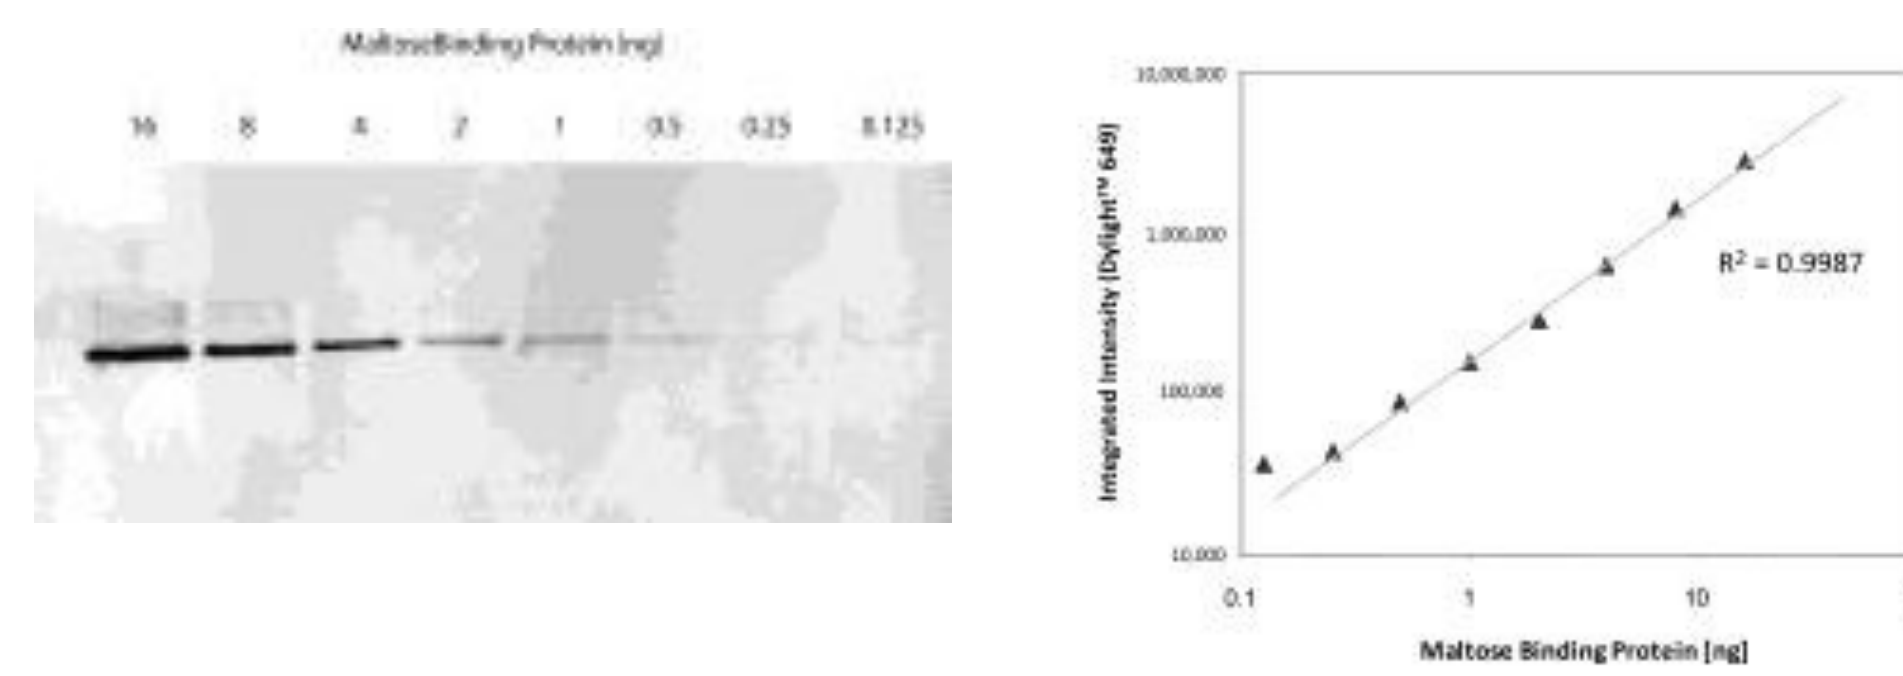 MaltoseBinding Protein [ng]
16 8 4 2 1 0.5 0.25 0.125
10,000,000
1,000,000
100,000
10,000
Integrated Intensity (Dylight™ 649)
R² = 0.9987
0.1 1 10
Maltose Binding Protein [ng]